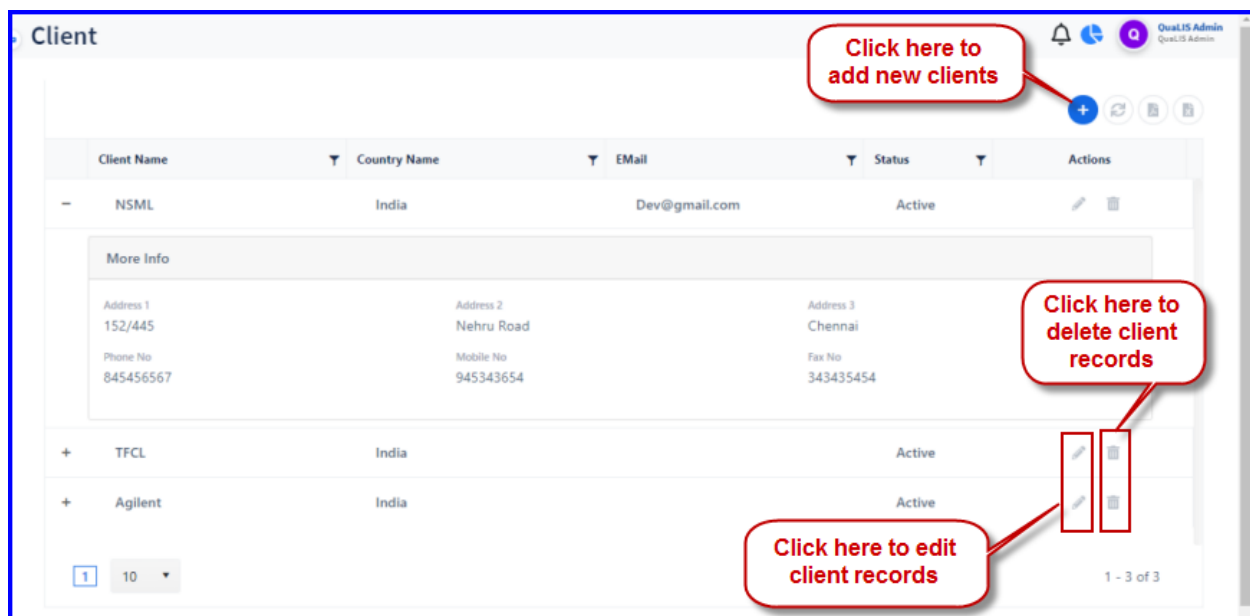 Client
Click here to
add new clients
Q
QuaLIS Admin
QuaLIS Admin
+
Client Name
Country Name
EMail
Status
Actions
− NSML India Dev@gmail.com Active
More Info
Address 1 Address 2 Address 3
152/445 Nehru Road Chennai
Phone No Mobile No Fax No
845456567 945343654 343435454
Click here to
delete client
records
+ TFCL India Active
+ Agilent India Active
Click here to edit
client records
1 10 1 - 3 of 3